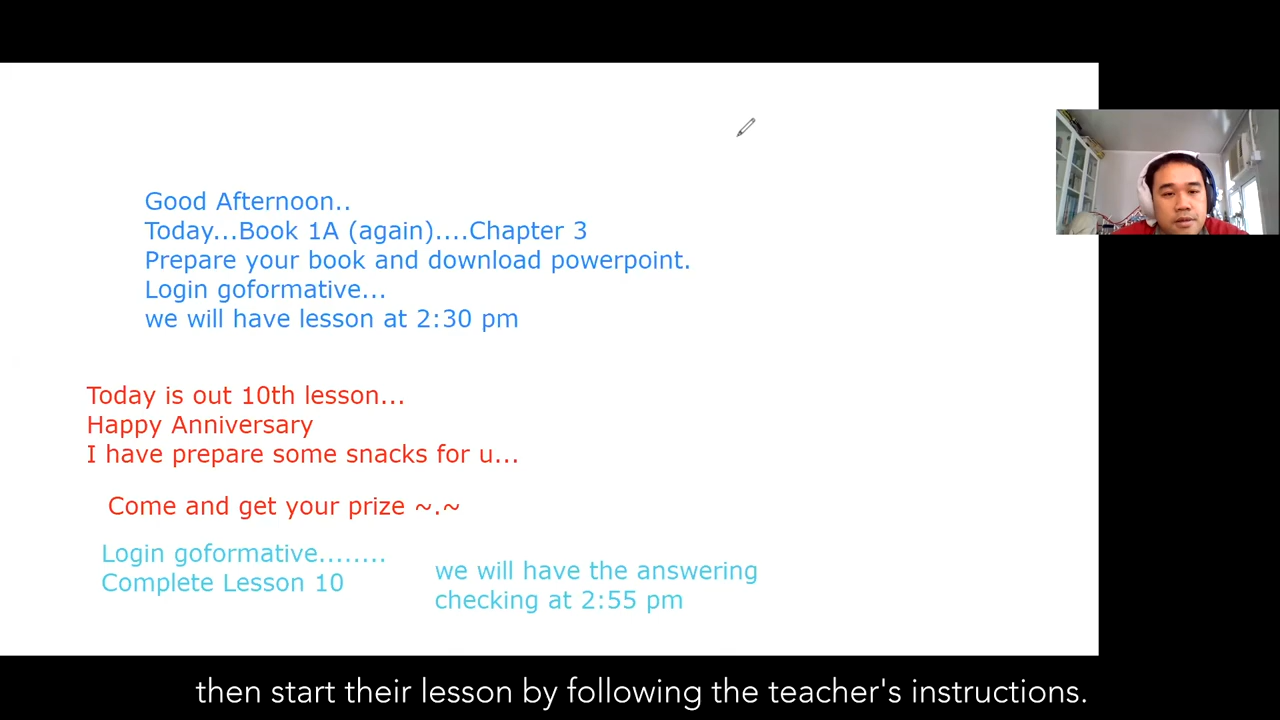 Good Afternoon..
Today...Book 1A (again)....Chapter 3
Prepare your book and download powerpoint.
Login goformative...
we will have lesson at 2:30 pm
Today is out 10th lesson...
Happy Anniversary
I have prepare some snacks for u...
Come and get your prize ~.~
Login goformative........
Complete Lesson 10
we will have the answering
checking at 2:55 pm
then start their lesson by following the teacher's instructions.